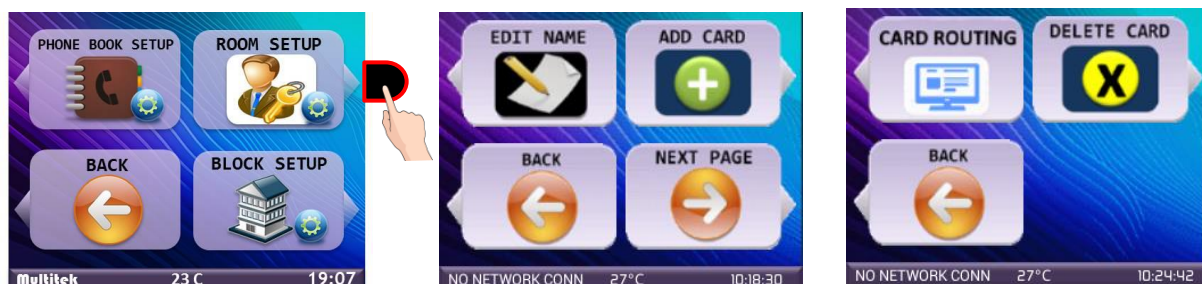 PHONE BOOK SETUP
ROOM SETUP
BACK
BLOCK SETUP
Multitek 23 C 19:07
EDIT NAME
ADD CARD
BACK
NEXT PAGE
NO NETWORK CONN 27°C 10:18:30
CARD ROUTING
DELETE CARD
X
BACK
NO NETWORK CONN 27°C 10:24:42